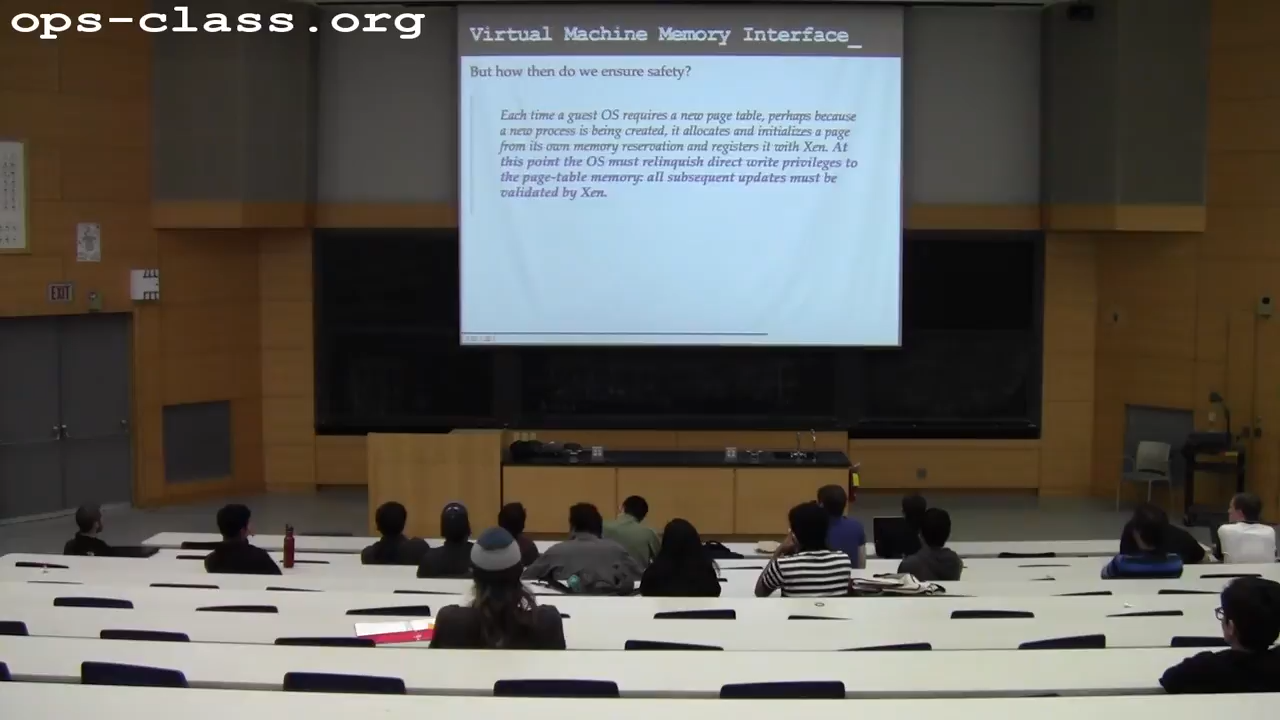 ops-class.org
Virtual Machine Memory Interface_
But how then do we ensure safety?
Each time a guest OS requires a new page table, perhaps because
a new process is being created, it allocates and initializes a page
from its own memory reservation and registers it with Xen. At
this point the OS must relinquish direct write privileges to
the page-table memory: all subsequent updates must be
validated by Xen.
EXIT